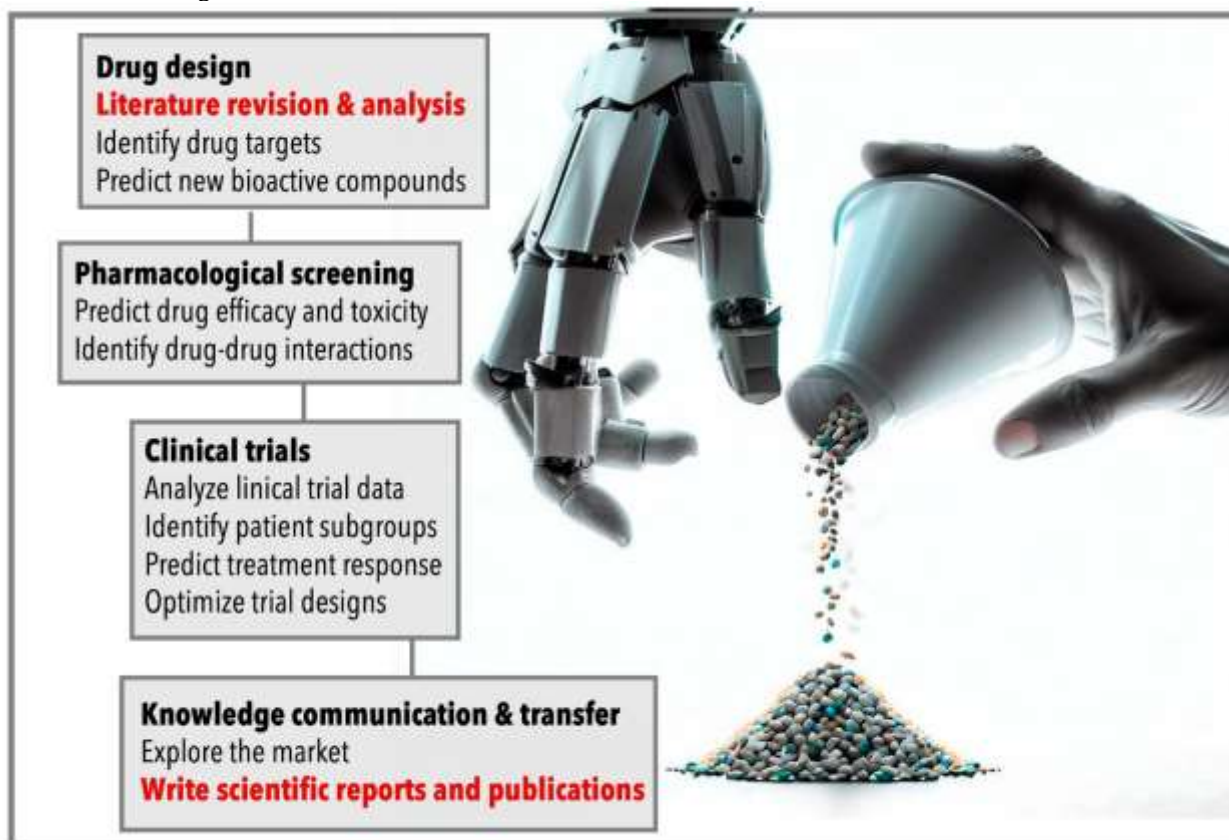 Drug design
Literature revision & analysis
Identify drug targets
Predict new bioactive compounds
Pharmacological screening
Predict drug efficacy and toxicity
Identify drug-drug interactions
Clinical trials
Analyze linical trial data
Identify patient subgroups
Predict treatment response
Optimize trial designs
Knowledge communication & transfer
Explore the market
Write scientific reports and publications